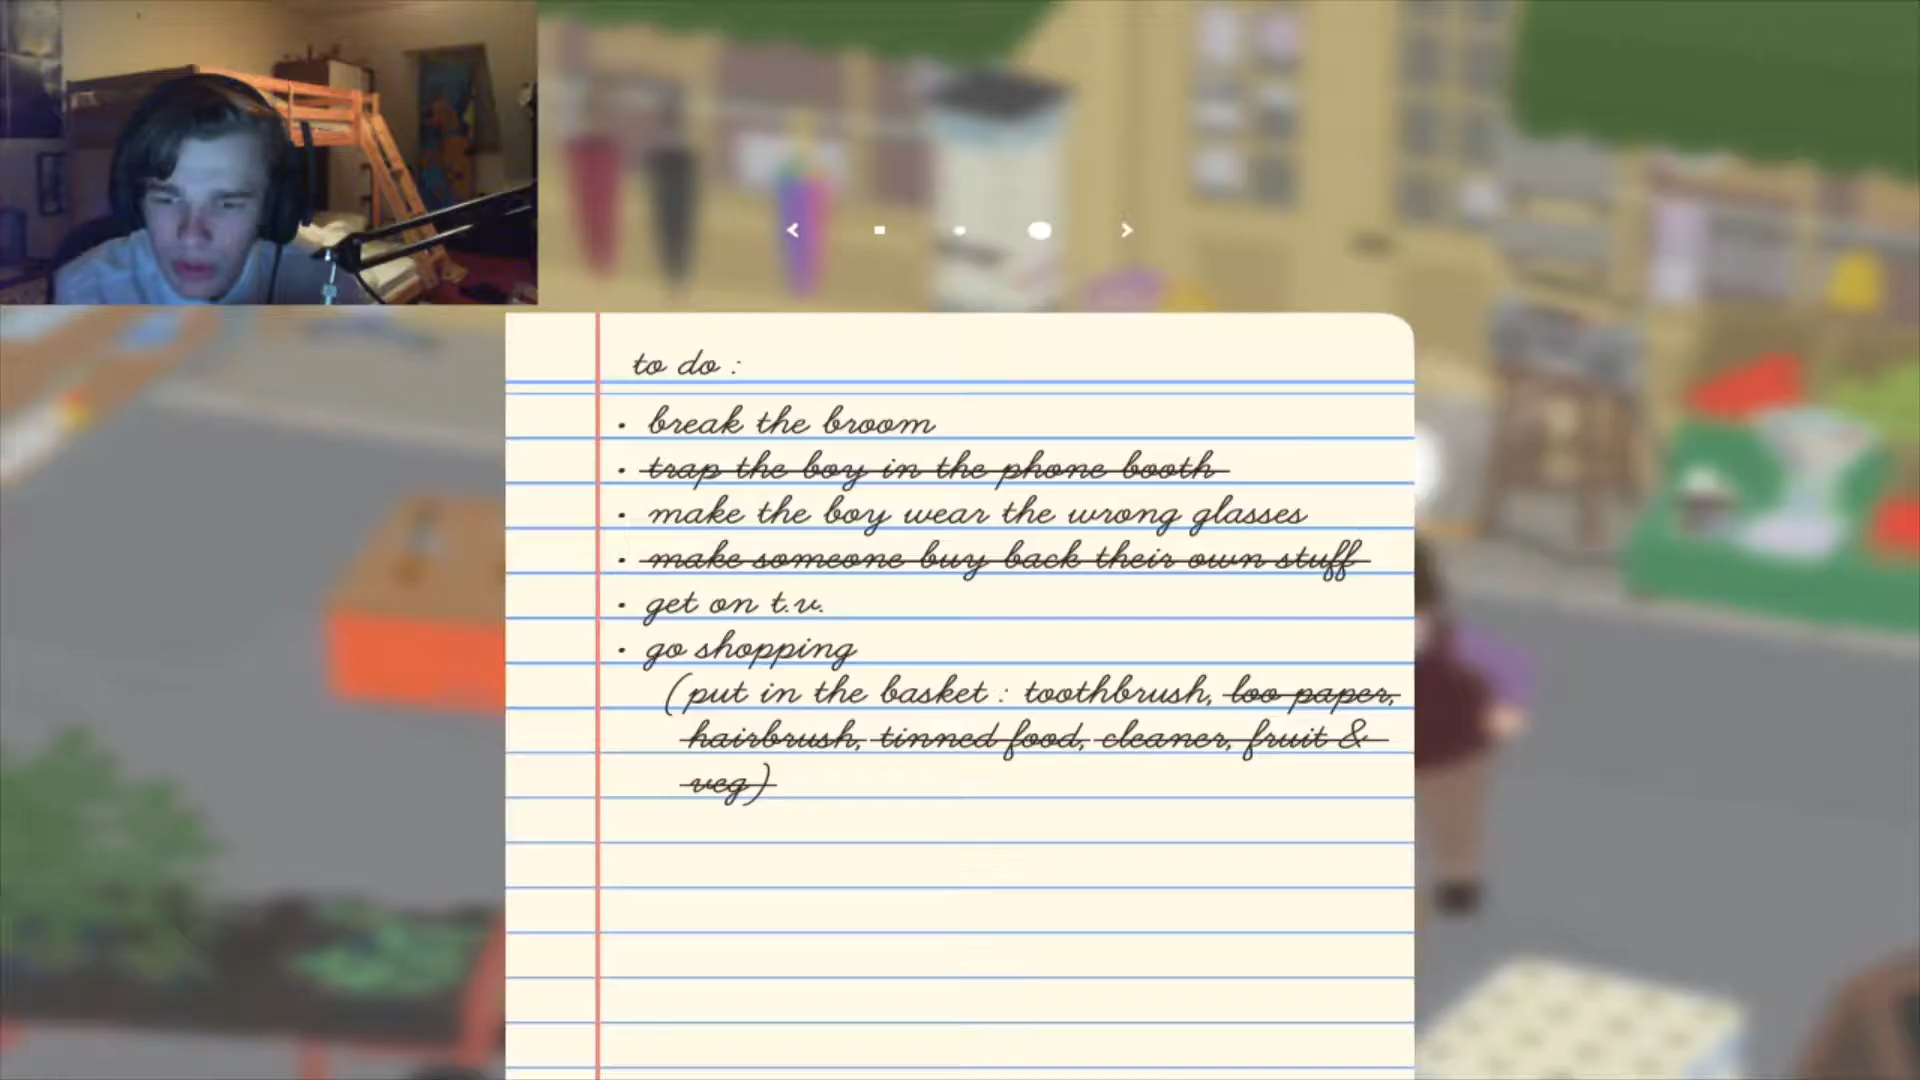 to do :
• break the broom
• trap the boy in the phone booth
• make the boy wear the wrong glasses
• make someone buy back their own stuff
• get on t.v.
• go shopping
(put in the basket : toothbrush, loo paper,
hairbrush, tinned food, cleaner, fruit &
veg)